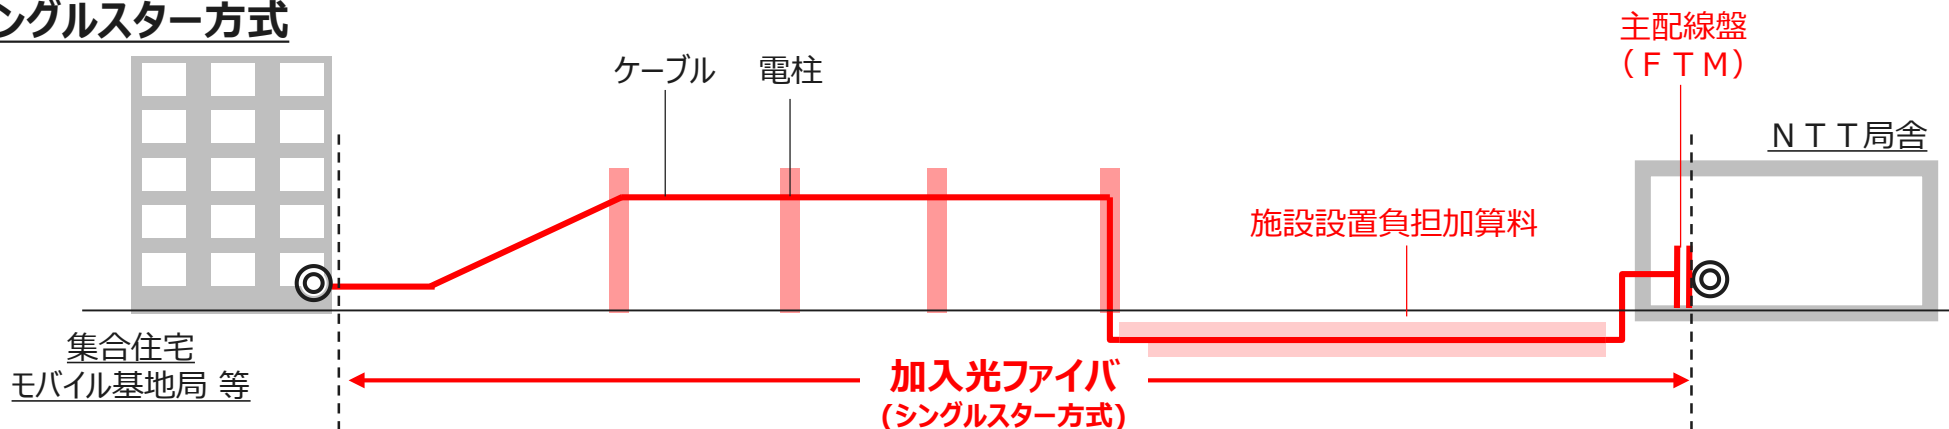 ングルスター方式
主配線盤
(FTM)
ケーブル 電柱
NTT局舎
施設設置負担加算料
集合住宅
モバイル基地局 等
加入光ファイバ
(シングルスター方式)